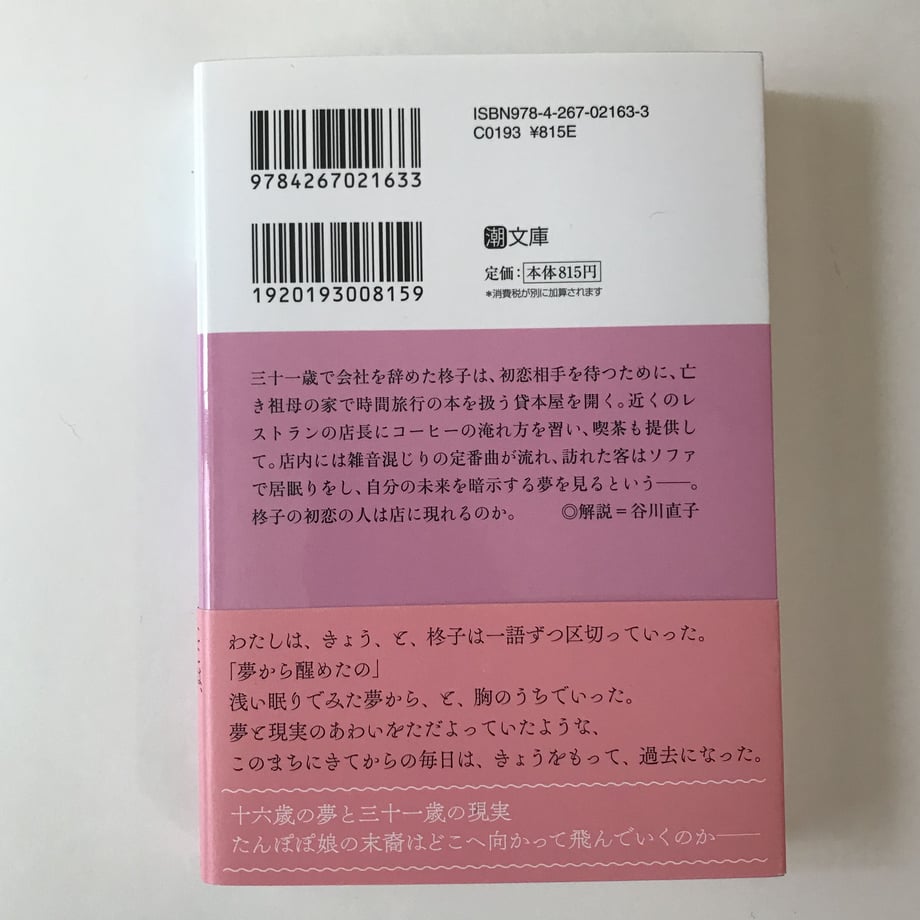 ISBN978-4-267-02163-3
C0193 ¥815E
9784267021633
潮文庫
定価：本体815円
*消費税が別に加算されます
1920193008159
三十一歳で会社を辞めた柊子は、初恋相手を待つために、亡
き祖母の家で時間旅行の本を扱う貸本屋を開く。近くのレ
ストランの店長にコーヒーの淹れ方を習い、喫茶も提供し
て。店内には雑音混じりの定番曲が流れ、訪れた客はソファ
で居眠りをし、自分の未来を暗示する夢を見るという――。
柊子の初恋の人は店に現れるのか。 ◎解説＝谷川直子
わたしは、きょう、と、柊子は一語ずつ区切っていった。
「夢から醒めたの」
浅い眠りでみた夢から、と、胸のうちでいった。
夢と現実のあわいをただよっていたような、
このまちにきてからの毎日は、きょうをもって、過去になった。
十六歳の夢と三十一歳の現実
たんぽぽ娘の末裔はどこへ向かって飛んでいくのか――